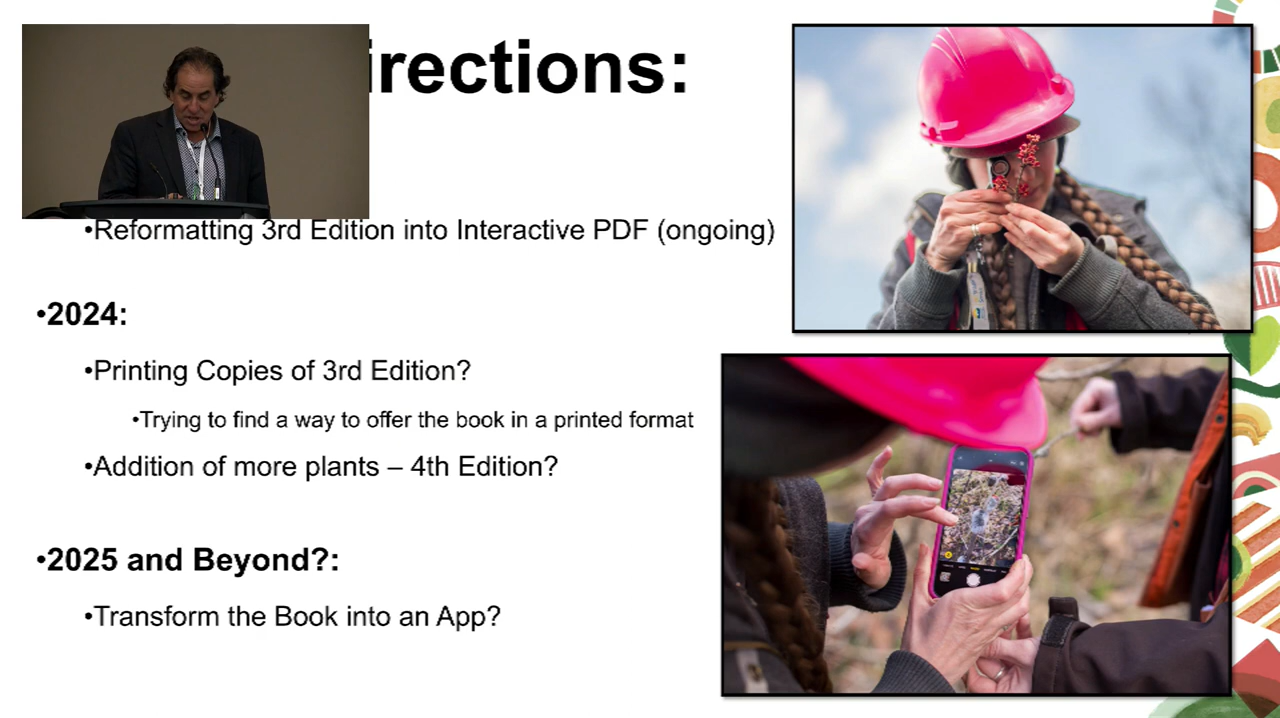 irections:
•Reformatting 3rd Edition into Interactive PDF (ongoing)
•2024:
•Printing Copies of 3rd Edition?
•Trying to find a way to offer the book in a printed format
•Addition of more plants – 4th Edition?
•2025 and Beyond?:
•Transform the Book into an App?